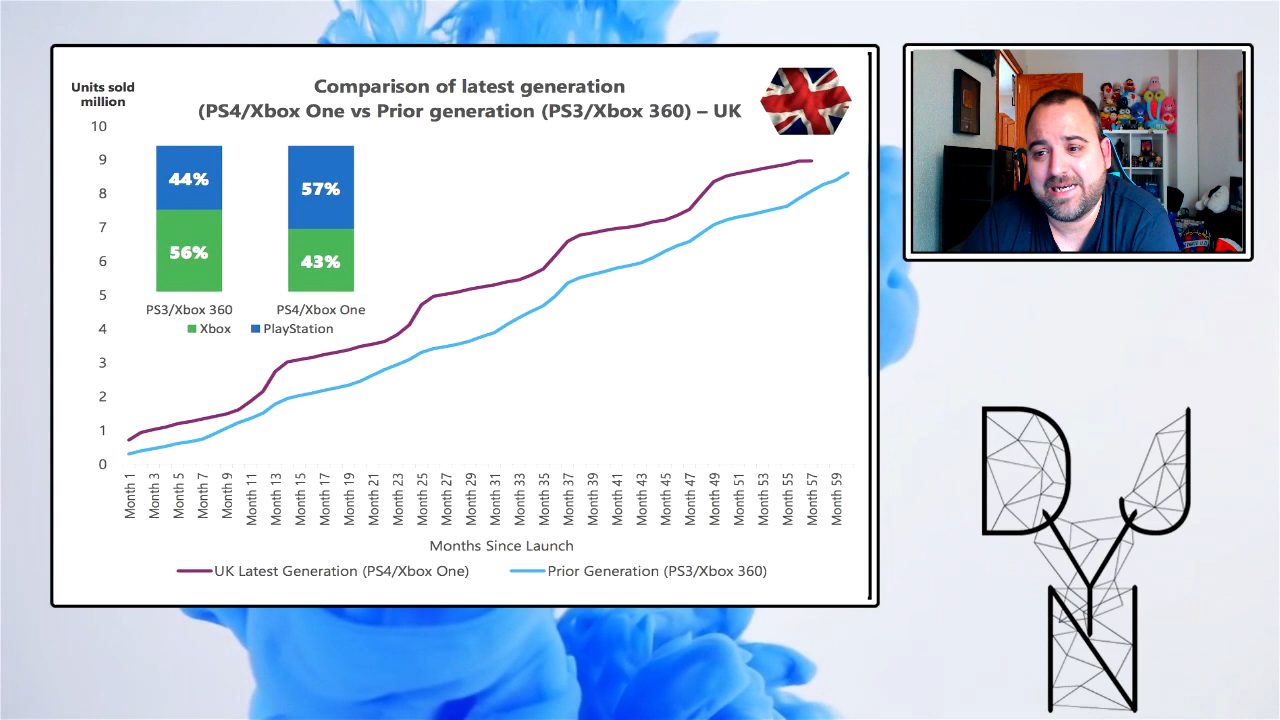 Units sold
million
Comparison of latest generation
(PS4/Xbox One vs Prior generation (PS3/Xbox 360) – UK
10
9
8
7
6
5
4
3
2
1
0
44%
56%
57%
43%
PS3/Xbox 360
PS4/Xbox One
Xbox
PlayStation
Month 1
Month 3
Month 5
Month 7
Month 9
Month 11
Month 13
Month 15
Month 17
Month 19
Month 21
Month 23
Month 25
Month 27
Month 29
Month 31
Month 33
Month 35
Month 37
Month 39
Month 41
Month 43
Month 45
Month 47
Month 49
Month 51
Month 53
Month 55
Month 57
Month 59
Months Since Launch
UK Latest Generation (PS4/Xbox One)
Prior Generation (PS3/Xbox 360)
D J
Y
N